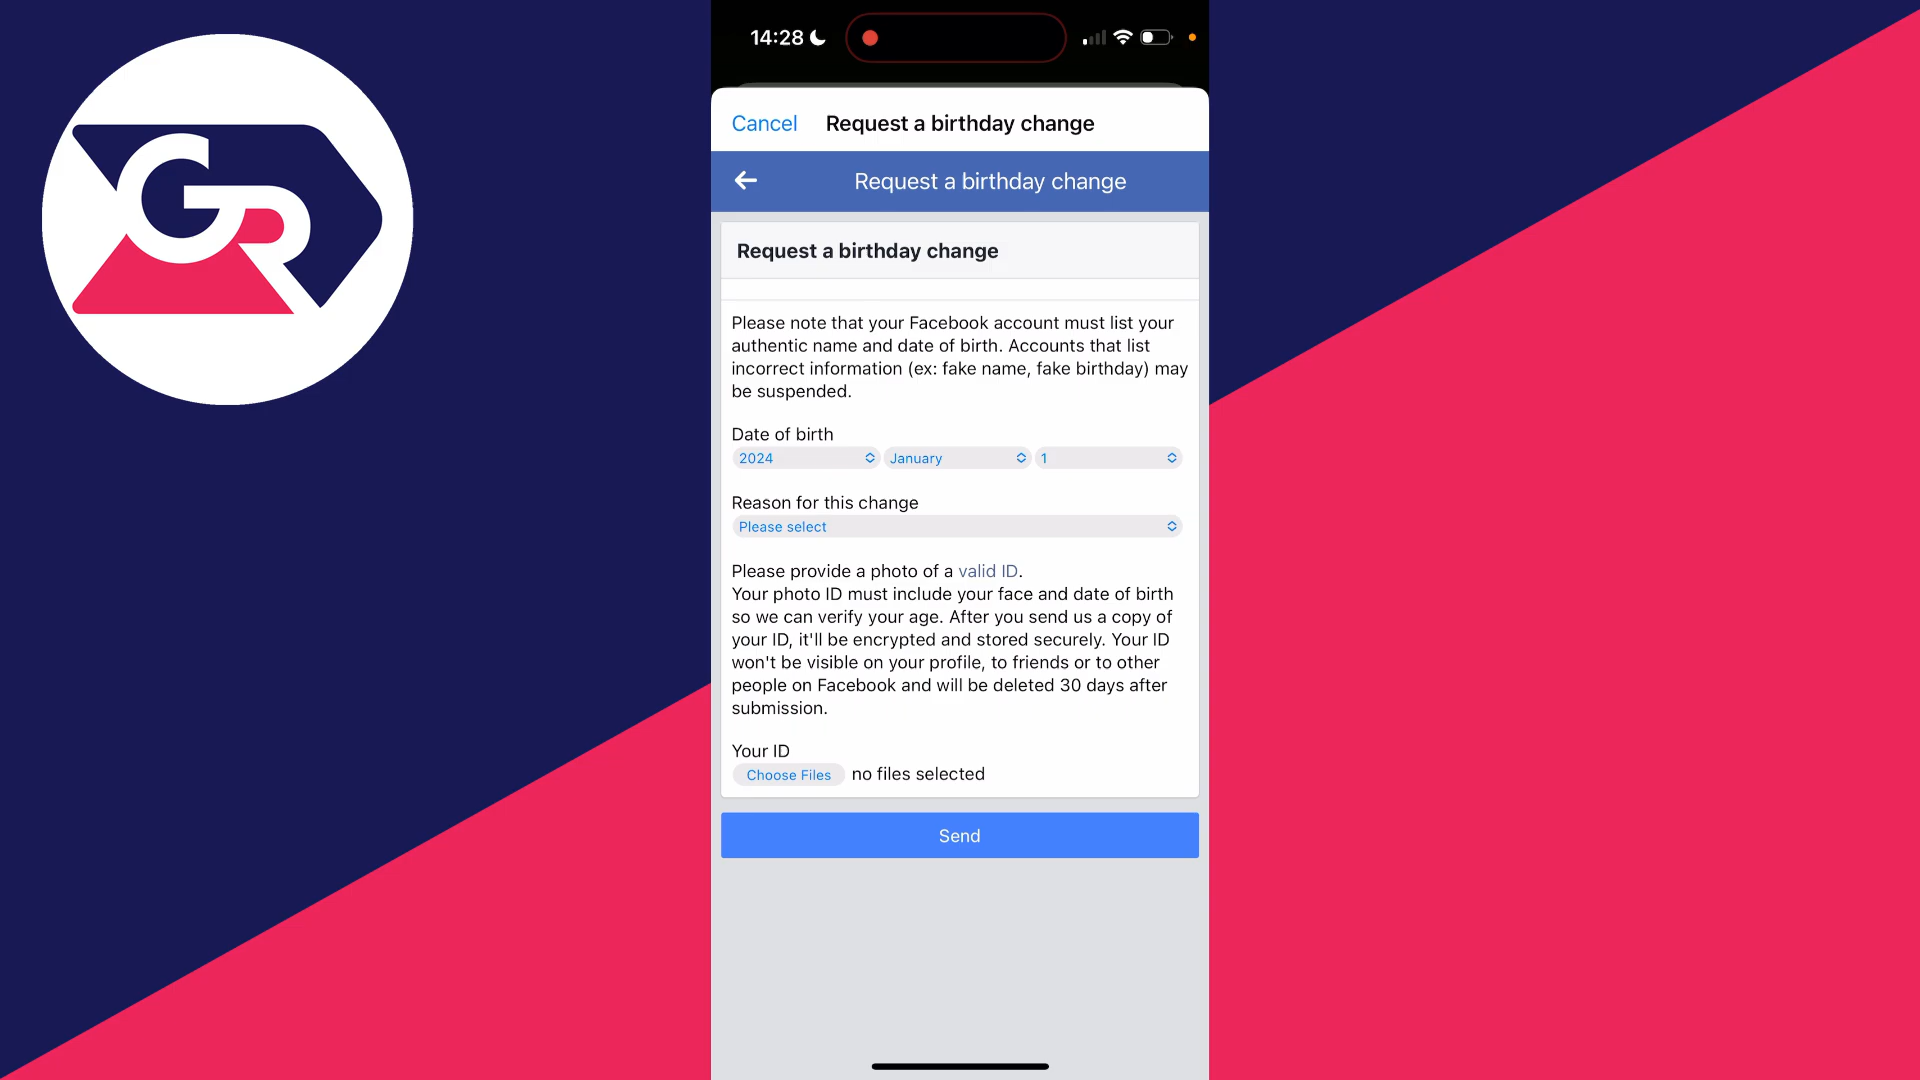 GR
14:28
Cancel Request a birthday change
Request a birthday change
Request a birthday change
Please note that your Facebook account must list your
authentic name and date of birth. Accounts that list
incorrect information (ex: fake name, fake birthday) may
be suspended.
Date of birth
2024 January 1
Reason for this change
Please select
Please provide a photo of a valid ID.
Your photo ID must include your face and date of birth
so we can verify your age. After you send us a copy of
your ID, it'll be encrypted and stored securely. Your ID
won't be visible on your profile, to friends or to other
people on Facebook and will be deleted 30 days after
submission.
Your ID
Choose Files no files selected
Send